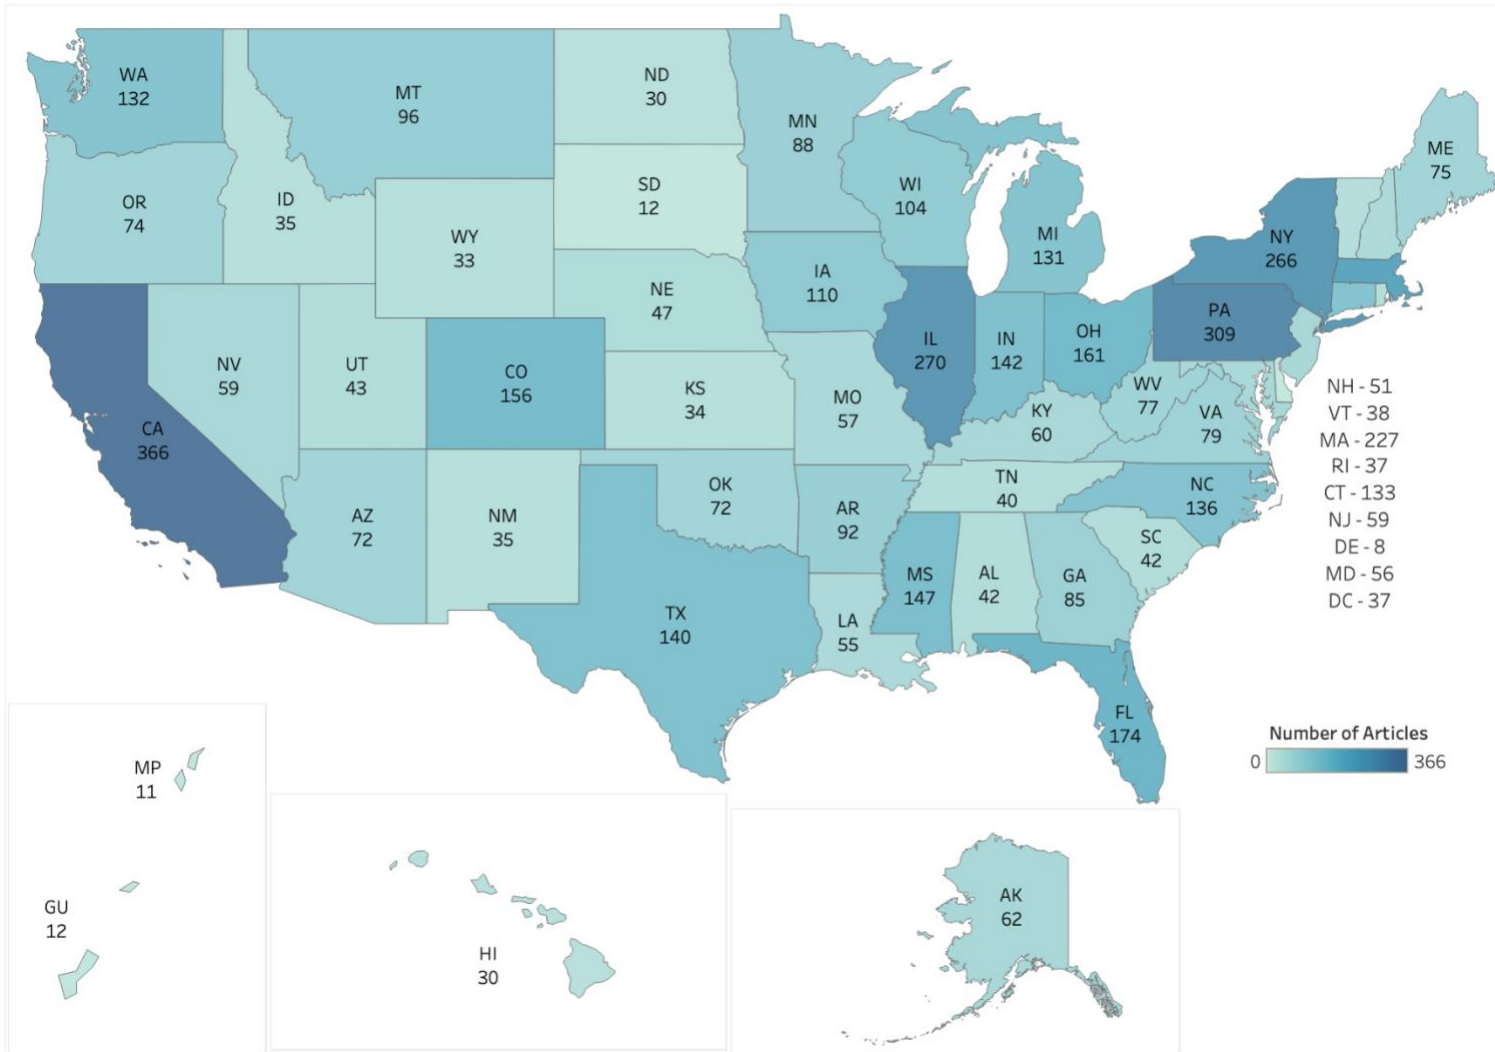 WA
132
MT
96
ND
30
MN
88
ME
75
OR
74
ID
35
SD
12
WI
104
WY
33
MI
131
NY
266
IA
110
NE
47
PA
309
IL
270
IN
142
OH
161
NV
59
UT
43
CO
156
KS
34
MO
57
WV
77
VA
79
KY
60
CA
366
NH - 51
VT - 38
MA - 227
RI - 37
CT - 133
NJ - 59
DE - 8
MD - 56
DC - 37
AZ
72
NM
35
OK
72
AR
92
TN
40
NC
136
SC
42
MS
147
AL
42
GA
85
TX
140
LA
55
FL
174
Number of Articles
0 366
MP
11
GU
12
HI
30
AK
62